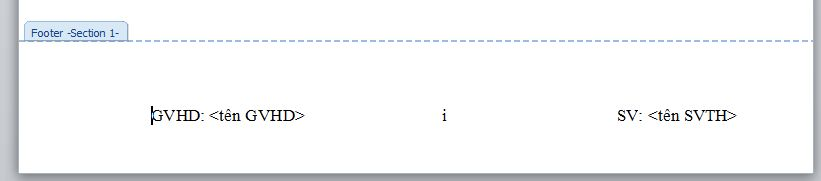 Footer -Section 1-
GVHD: <tên GVHD> i SV: <tên SVTH>